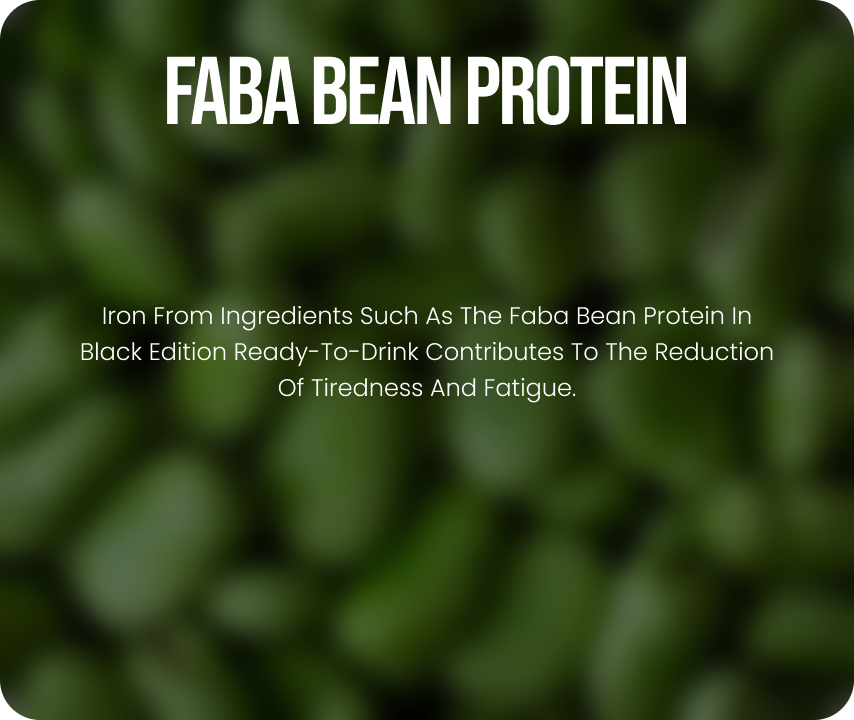 FABA BEAN PROTEIN
Iron From Ingredients Such As The Faba Bean Protein In
Black Edition Ready-To-Drink Contributes To The Reduction
Of Tiredness And Fatigue.